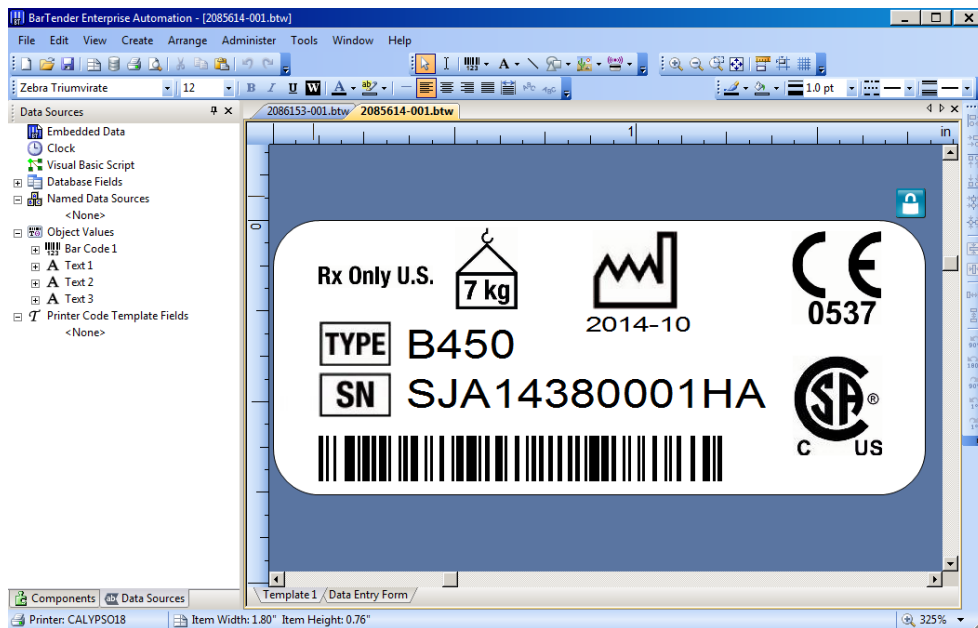 BarTender Enterprise Automation - [2085614-001.btw]
File Edit View Create Arrange Administer Tools Window Help
Zebra Triumvirate 12 B I U W A ab 1.0 pt
Data Sources
2086153-001.btw 2085614-001.btw
Embedded Data
Clock
Visual Basic Script
Database Fields
Named Data Sources
<None>
Object Values
Bar Code 1
A Text 1
A Text 2
A Text 3
Printer Code Template Fields
<None>
1 in
0
Rx Only U.S.
7 kg
2014-10
CE
0537
TYPE B450
SN SJA14380001HA
SA ®
C US
Components Data Sources
Template 1 Data Entry Form
Printer: CALYPSO18 Item Width: 1.80" Item Height: 0.76" 325%